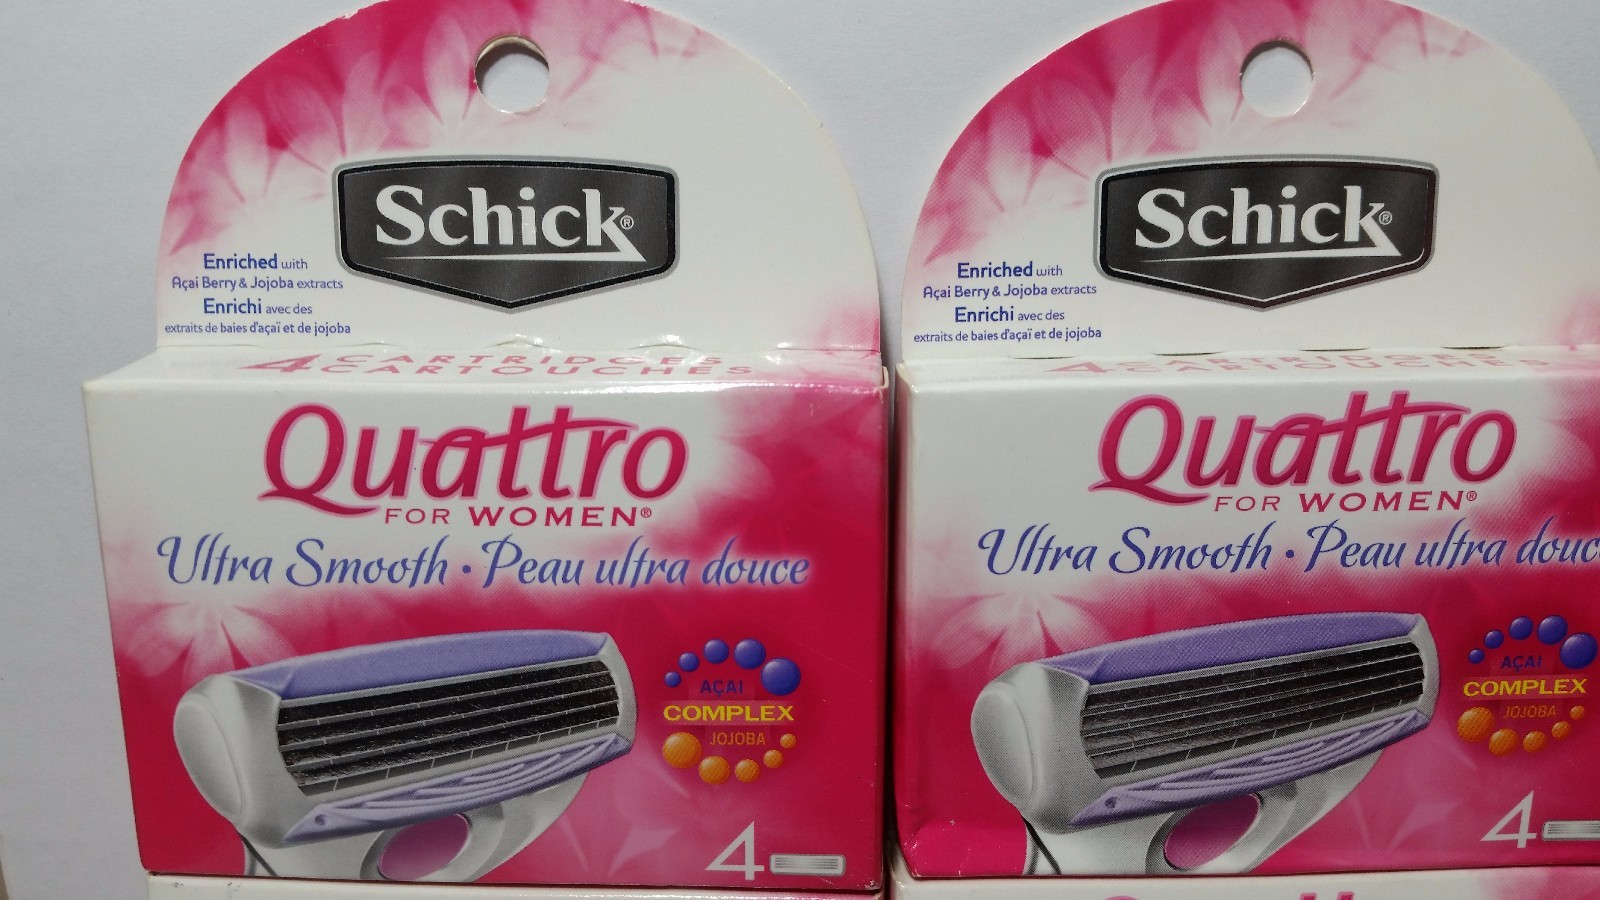 Schick®
Enriched with
Açai Berry & Jojoba extracts
Enrichi avec des
extraits de baies d'açaï et de jojoba
4 CARTRIDGES
CARTOUCHES
Quattro
FOR WOMEN®
Ultra Smooth • Peau ultra douce
AÇAI
COMPLEX
JOJOBA
4
Schick®
Enriched with
Açai Berry & Jojoba extracts
Enrichi avec des
extraits de baies d'açaï et de jojoba
4 CARTRIDGES
CARTOUCHES
Quattro
FOR WOMEN®
Ultra Smooth • Peau ultra douc
AÇAI
COMPLEX
JOJOBA
4